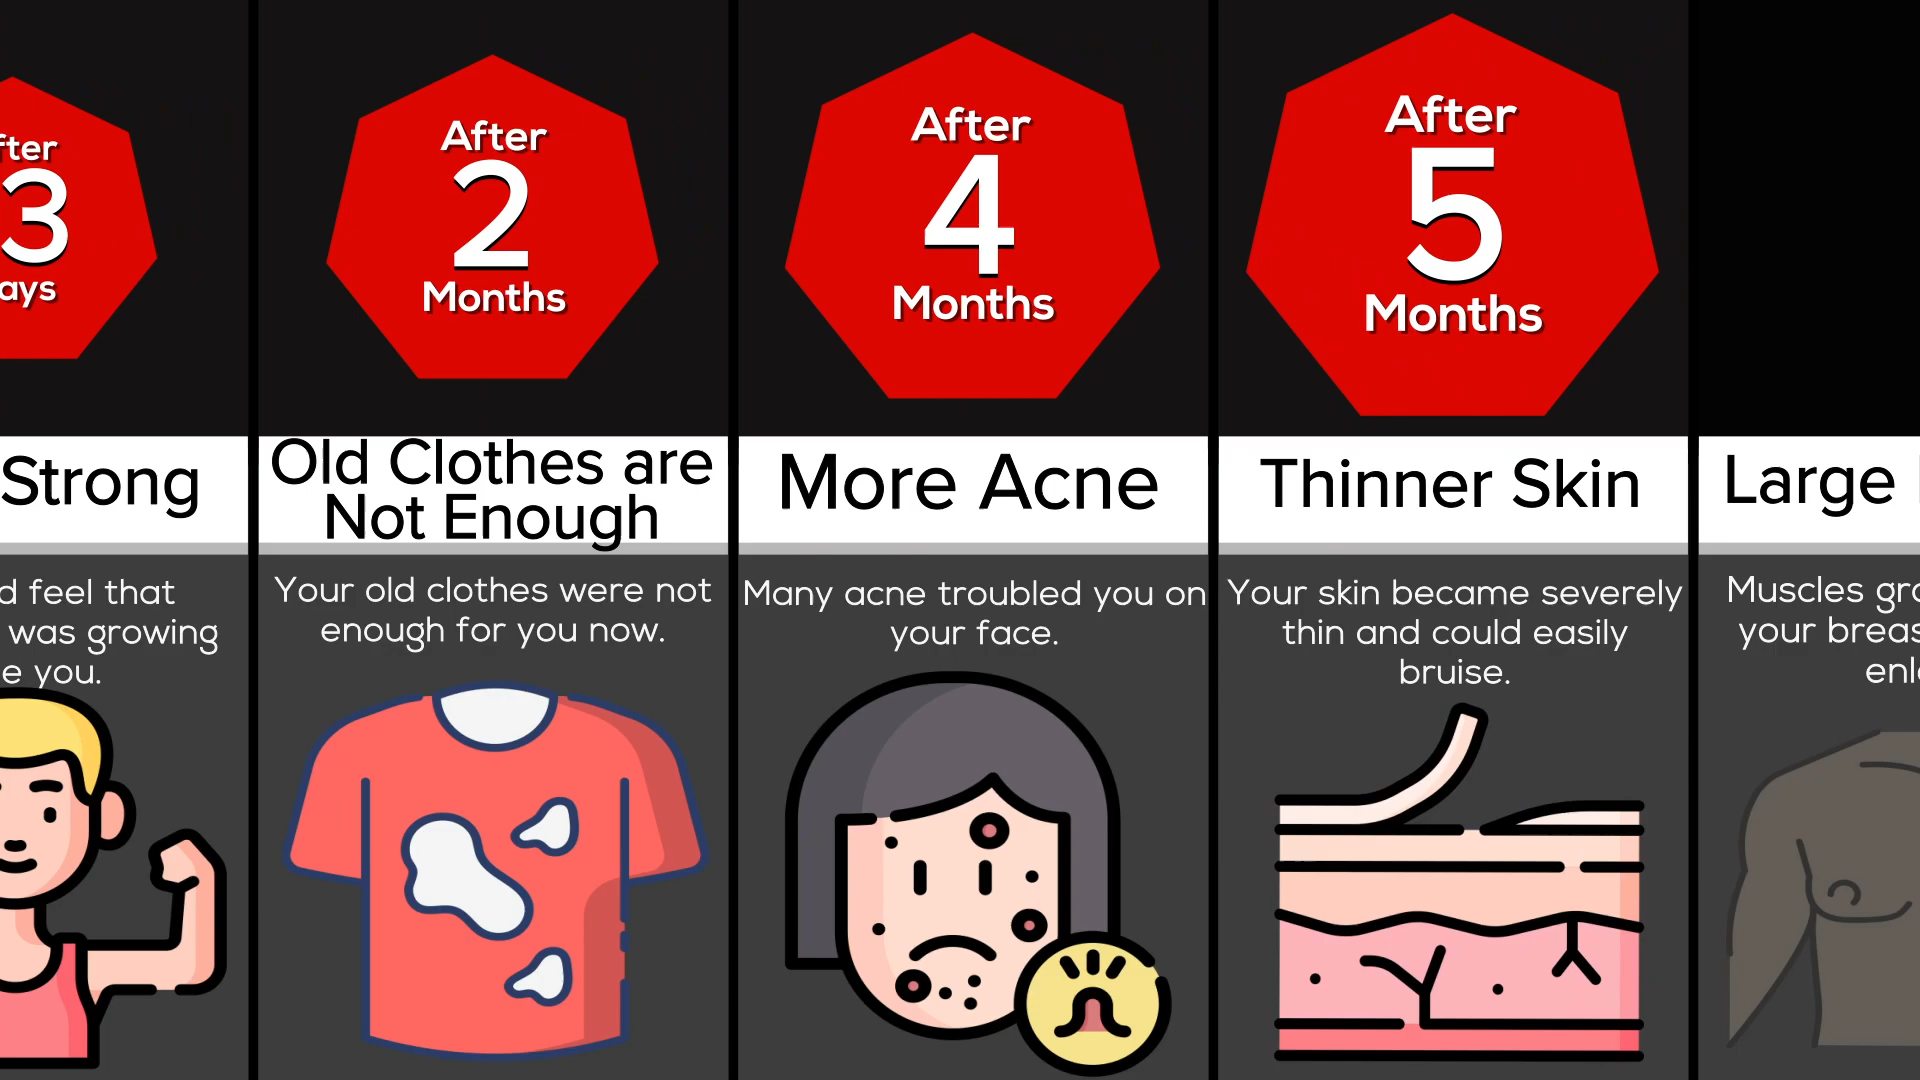 fter
3
ays
Strong
d feel that
was growing
e you.
After
2
Months
Old Clothes are
Not Enough
Your old clothes were not
enough for you now.
After
4
Months
More Acne
Many acne troubled you on
your face.
After
5
Months
Thinner Skin
Your skin became severely
thin and could easily
bruise.
Large
Muscles gro
your breas
enl